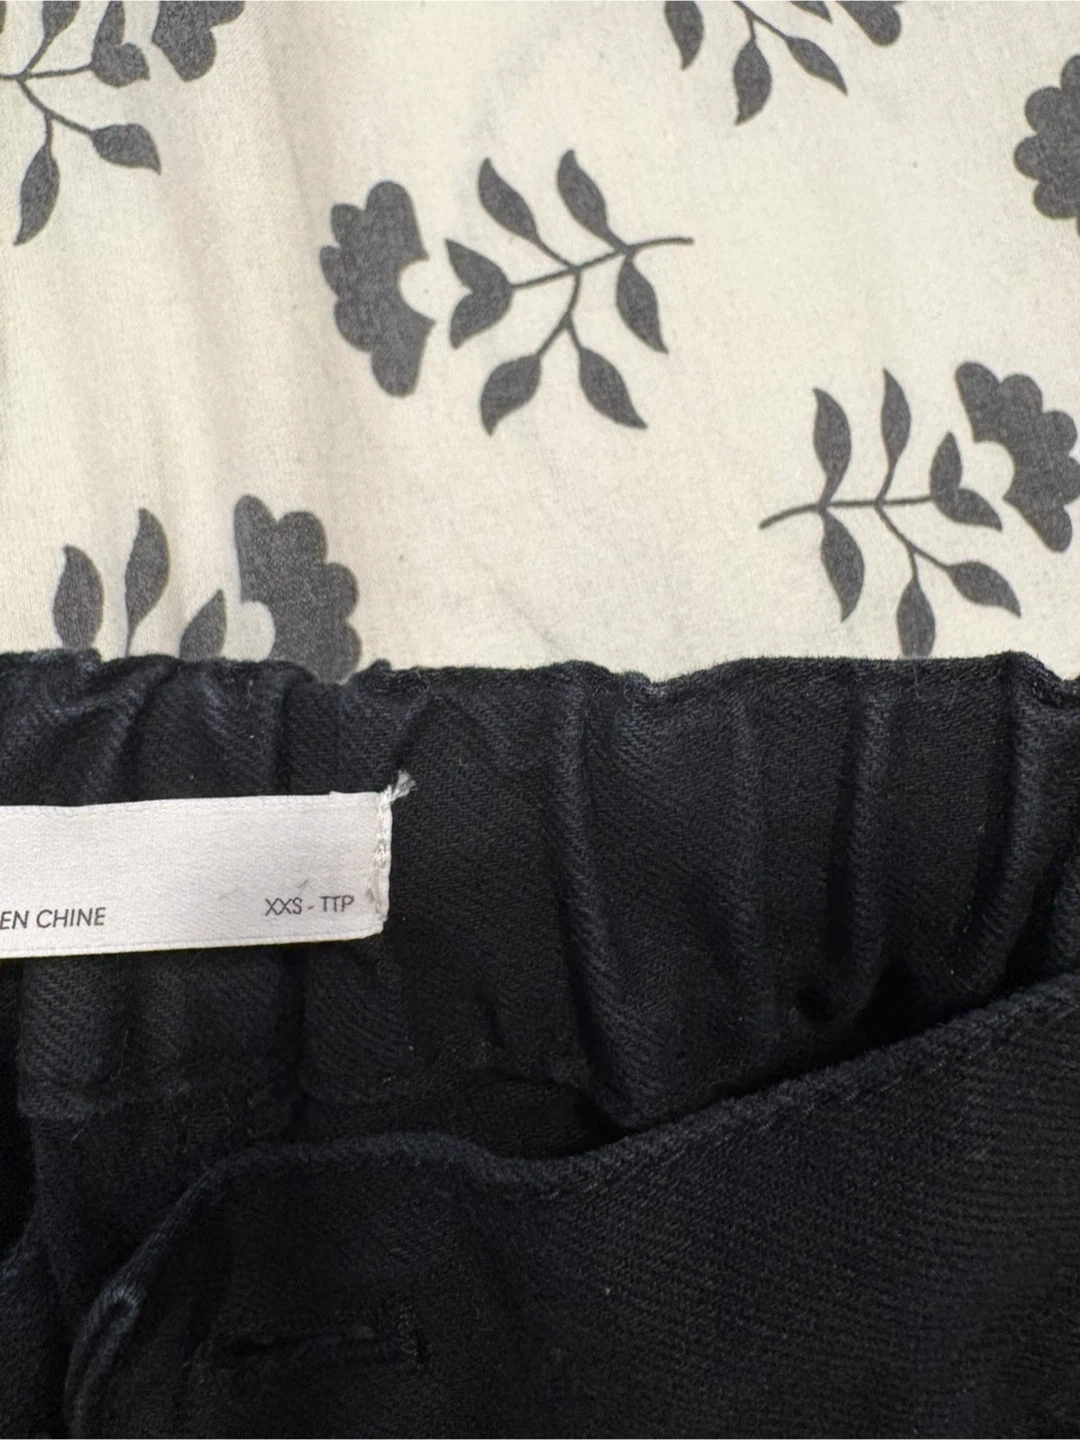 EN CHINE XXS - TTP